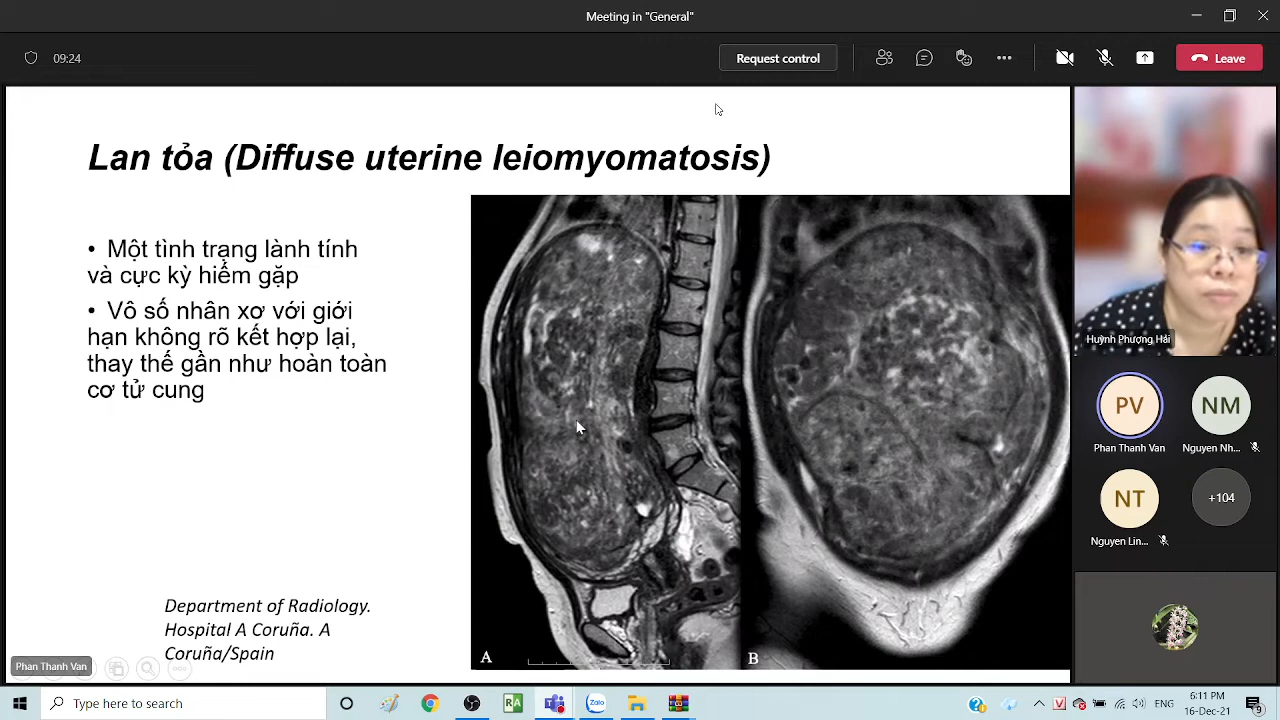 Meeting in "General"
09:24
Request control
Leave
Lan tỏa (Diffuse uterine leiomyomatosis)
• Một tình trạng lành tính
và cực kỳ hiếm gặp
• Vô số nhân xơ với giới
hạn không rõ kết hợp lại,
thay thế gần như hoàn toàn
cơ tử cung
Department of Radiology.
Hospital A Coruña. A
Coruña/Spain
A
B
Phan Thanh Van
Huỳnh Phượng Hải
PV
NM
Phan Thanh Van
Nguyen Nh...
NT
+104
Nguyen Lin...
Type here to search
RA
Zalo
V
ENG
6:11 PM
16-Dec-21
9